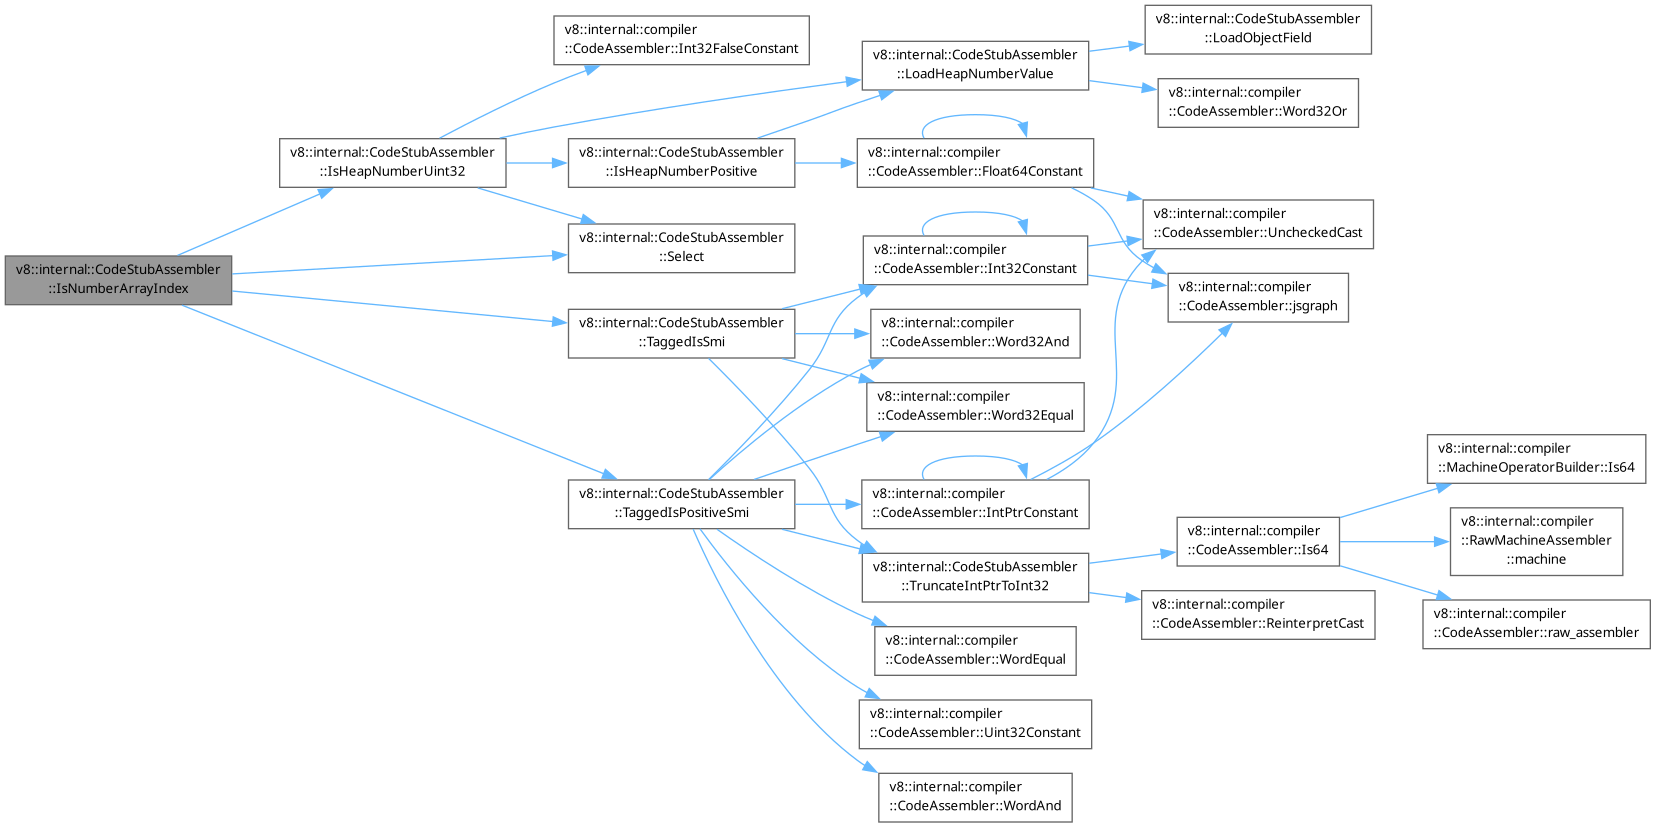 v8::internal::CodeStubAssembler
::IsNumberArrayIndex
v8::internal::CodeStubAssembler
::IsHeapNumberUint32
v8::internal::compiler
::CodeAssembler::Int32FalseConstant
v8::internal::CodeStubAssembler
::IsHeapNumberPositive
v8::internal::CodeStubAssembler
::Select
v8::internal::CodeStubAssembler
::TaggedIsSmi
v8::internal::CodeStubAssembler
::TaggedIsPositiveSmi
v8::internal::CodeStubAssembler
::LoadHeapNumberValue
v8::internal::compiler
::CodeAssembler::Float64Constant
v8::internal::compiler
::CodeAssembler::Int32Constant
v8::internal::compiler
::CodeAssembler::Word32And
v8::internal::compiler
::CodeAssembler::Word32Equal
v8::internal::compiler
::CodeAssembler::IntPtrConstant
v8::internal::CodeStubAssembler
::TruncateIntPtrToInt32
v8::internal::compiler
::CodeAssembler::WordEqual
v8::internal::compiler
::CodeAssembler::Uint32Constant
v8::internal::compiler
::CodeAssembler::WordAnd
v8::internal::CodeStubAssembler
::LoadObjectField
v8::internal::compiler
::CodeAssembler::Word32Or
v8::internal::compiler
::CodeAssembler::UncheckedCast
v8::internal::compiler
::CodeAssembler::jsgraph
v8::internal::compiler
::CodeAssembler::Is64
v8::internal::compiler
::CodeAssembler::ReinterpretCast
v8::internal::compiler
::MachineOperatorBuilder::Is64
v8::internal::compiler
::RawMachineAssembler
::machine
v8::internal::compiler
::CodeAssembler::raw_assembler